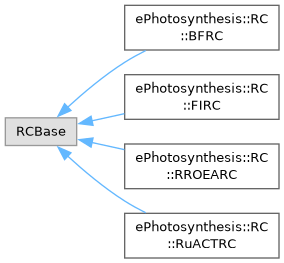 RCBase
ePhotosynthesis::RC
::BFRC
ePhotosynthesis::RC
::FIRC
ePhotosynthesis::RC
::RROEARC
ePhotosynthesis::RC
::RuACTRC